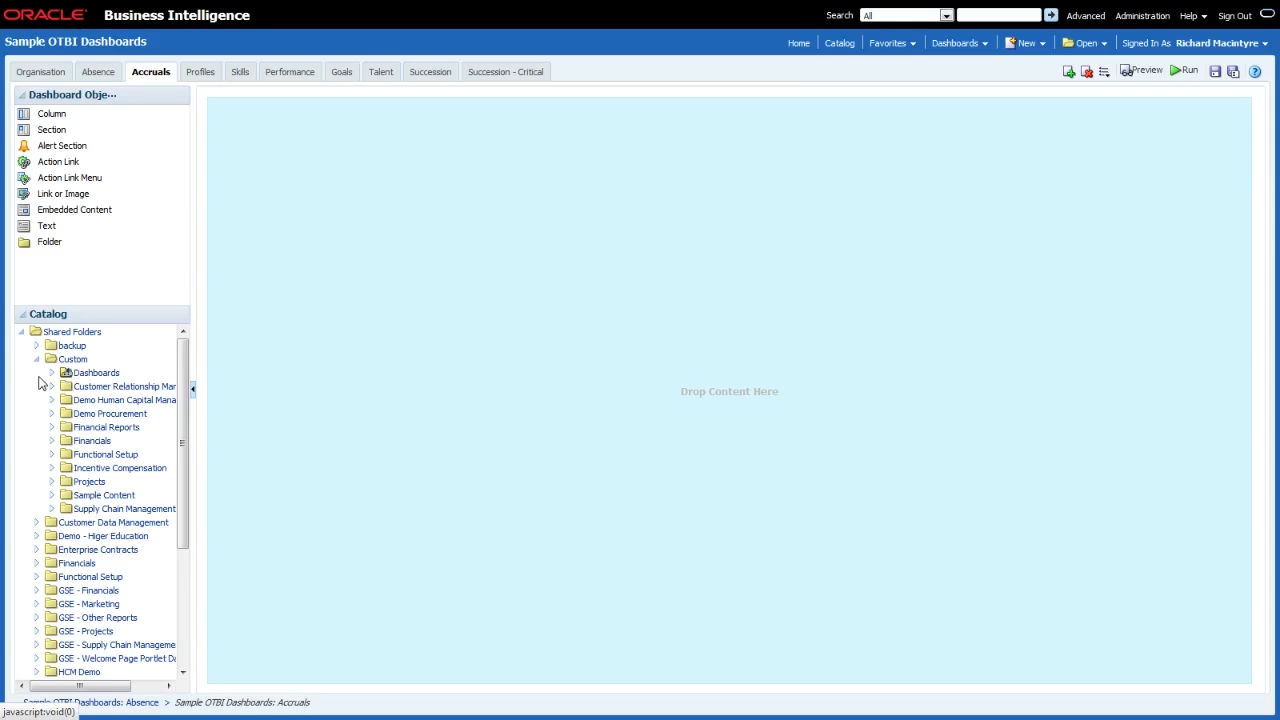 ORACLE Business Intelligence
Search All Advanced Administration Help Sign Out
Sample OTBI Dashboards
Home Catalog Favorites Dashboards New Open Signed In As Richard Macintyre
Organisation Absence Accruals Profiles Skills Performance Goals Talent Succession Succession - Critical
Preview Run
Dashboard Obje...
Column
Section
Alert Section
Action Link
Action Link Menu
Link or Image
Embedded Content
Text
Folder
Drop Content Here
Catalog
Shared Folders
backup
Custom
Dashboards
Customer Relationship Mar
Demo Human Capital Mana
Demo Procurement
Financial Reports
Financials
Functional Setup
Incentive Compensation
Projects
Sample Content
Supply Chain Management
Customer Data Management
Demo - Higer Education
Enterprise Contracts
Financials
Functional Setup
GSE - Financials
GSE - Marketing
GSE - Other Reports
GSE - Projects
GSE - Supply Chain Manageme
GSE - Welcome Page Portlet Da
HCM Demo
Sample OTBI Dashboards: Absence > Sample OTBI Dashboards: Accruals
javascript:void(0)